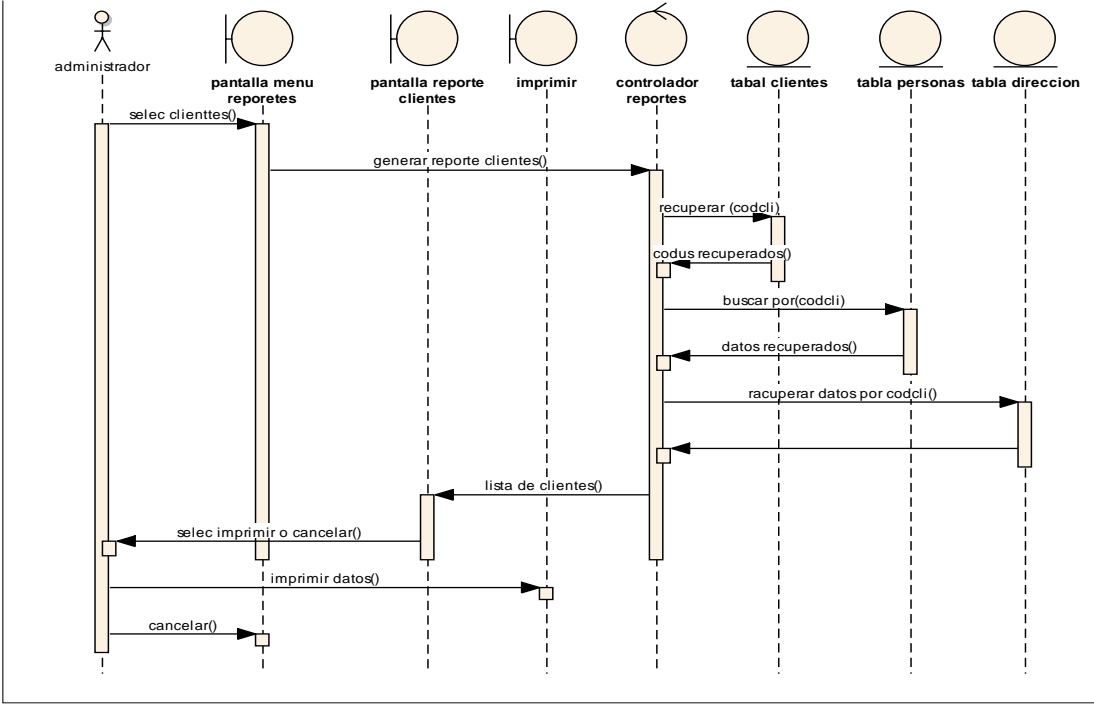 administrador
pantalla menu
reporetes
pantalla reporte
clientes
imprimir
controlador
reportes
tabal clientes
tabla personas
tabla direccion
selec clienttes()
generar reporte clientes()
recuperar (codcli)
codus recuperados()
buscar por(codcli)
datos recuperados()
racuperar datos por codcli()
lista de clientes()
selec imprimir o cancelar()
imprimir datos()
cancelar()